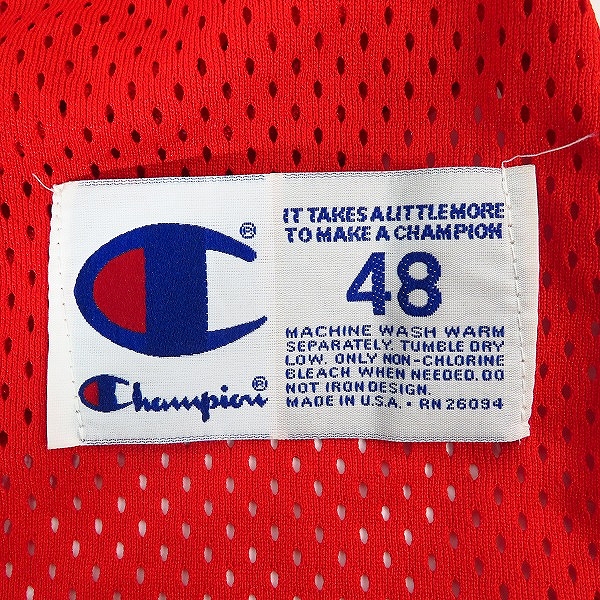 ®
Champion®
IT TAKES A LITTLE MORE
TO MAKE A CHAMPION
48
MACHINE WASH WARM
SEPARATELY, TUMBLE DRY
LOW. ONLY NON-CHLORINE
BLEACH WHEN NEEDED. DO
NOT IRON DESIGN.
MADE IN U.S.A. • RN 26094